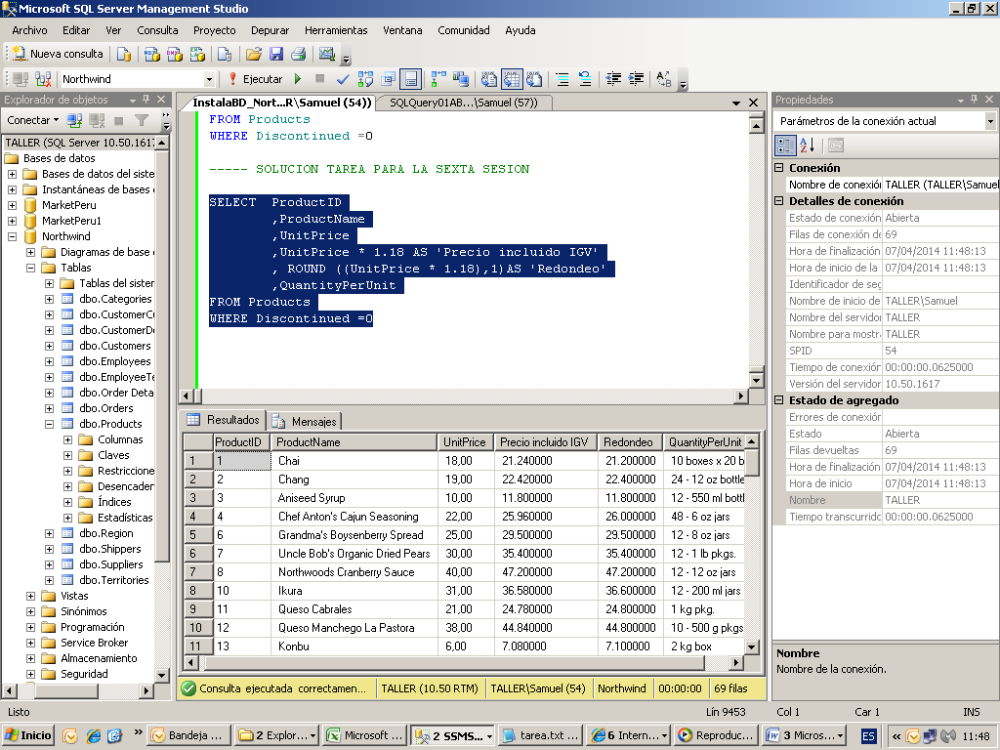 Microsoft SQL Server Management Studio
Archivo Editar Ver Consulta Proyecto Depurar Herramientas Ventana Comunidad Ayuda
Nueva consulta
Northwind Ejecutar
Explorador de objetos
Conectar
TALLER (SQL Server 10.50.1617
Bases de datos
Bases de datos del siste
Instantáneas de bases
MarketPeru
MarketPeru1
Northwind
Diagramas de base
Tablas
Tablas del sister
dbo.Categories
dbo.CustomerCu
dbo.CustomerDe
dbo.Customers
dbo.Employees
dbo.EmployeeTe
dbo.Order Deta
dbo.Orders
dbo.Products
Columnas
Claves
Restriccione
Desencader
Índices
Estadísticas
dbo.Region
dbo.Shippers
dbo.Suppliers
dbo.Territories
Vistas
Sinónimos
Programación
Service Broker
Almacenamiento
Seguridad
InstalaBD_Nort...R\Samuel (54)) SQLQuery01AB...\Samuel (57))
FROM Products
WHERE Discontinued =0
----- SOLUCION TAREA PARA LA SEXTA SESION
SELECT ProductID
,ProductName
,UnitPrice
,UnitPrice * 1.18 AS 'Precio incluido IGV'
, ROUND ((UnitPrice * 1.18),1)AS 'Redondeo'
,QuantityPerUnit
FROM Products
WHERE Discontinued =0
Resultados Mensajes
ProductID ProductName UnitPrice Precio incluido IGV Redondeo QuantityPerUnit
1 1 Chai 18,00 21.240000 21.200000 10 boxes x 20 b
2 2 Chang 19,00 22.420000 22.400000 24 - 12 oz bottle
3 3 Aniseed Syrup 10,00 11.800000 11.800000 12 - 550 ml bottl
4 4 Chef Anton's Cajun Seasoning 22,00 25.960000 26.000000 48 - 6 oz jars
5 6 Grandma's Boysenberry Spread 25,00 29.500000 29.500000 12 - 8 oz jars
6 7 Uncle Bob's Organic Dried Pears 30,00 35.400000 35.400000 12 - 1 lb pkgs.
7 8 Northwoods Cranberry Sauce 40,00 47.200000 47.200000 12 - 12 oz jars
8 10 Ikura 31,00 36.580000 36.600000 12 - 200 ml jars
9 11 Queso Cabrales 21,00 24.780000 24.800000 1 kg pkg.
10 12 Queso Manchego La Pastora 38,00 44.840000 44.800000 10 - 500 g pkgs
11 13 Konbu 6,00 7.080000 7.100000 2 kg box
Consulta ejecutada correctamen... TALLER (10.50 RTM) TALLER\Samuel (54) Northwind 00:00:00 69 filas
Propiedades
Parámetros de la conexión actual
Conexión
Nombre de conexión TALLER (TALLER\Samuel
Detalles de conexión
Estado de conexión Abierta
Filas de conexión de 69
Hora de finalización 07/04/2014 11:48:13
Hora de inicio de la 07/04/2014 11:48:13
Identificador de seg
Nombre de inicio de TALLER\Samuel
Nombre del servidor TALLER
Nombre para mostra TALLER
SPID 54
Tiempo de conexión 00:00:00.0625000
Versión del servidor 10.50.1617
Estado de agregado
Errores de conexión
Estado Abierta
Filas devueltas 69
Hora de finalización 07/04/2014 11:48:13
Hora de inicio 07/04/2014 11:48:13
Nombre TALLER
Tiempo transcurrido 00:00:00.0625000
Nombre
Nombre de la conexión.
Listo Lín 9453 Col 1 Car 1 INS
Inicio » Bandeja ... 2 Explor... Microsoft ... 2 SSMS... tarea.txt ... 6 Intern... Reproduc... 3 Micros... ES « 11:48